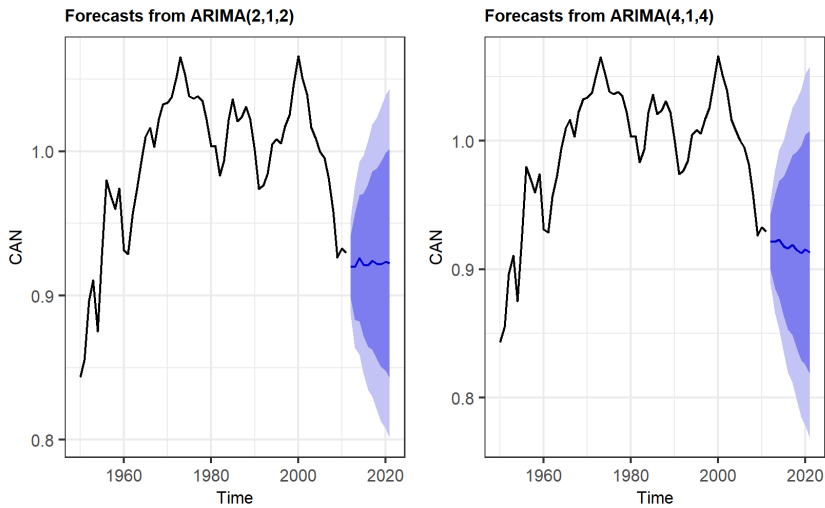 Forecasts from ARIMA(2,1,2)
CAN
1.0
0.9
0.8
1960 1980 2000 2020
Time
Forecasts from ARIMA(4,1,4)
CAN
1.0
0.9
0.8
1960 1980 2000 2020
Time